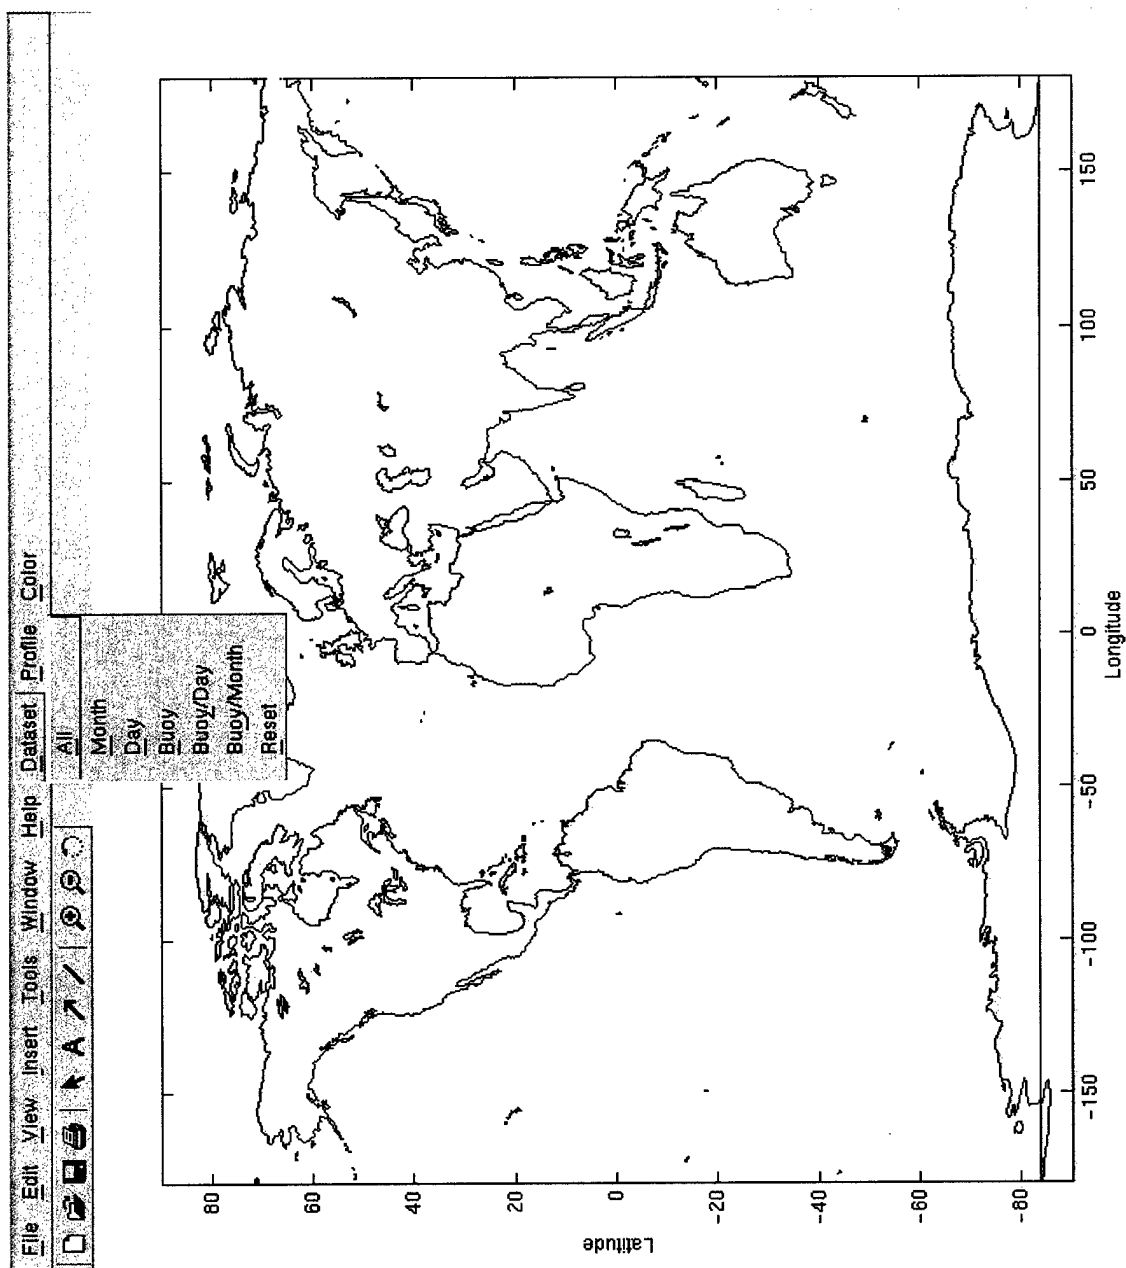 File Edit View Insert Tools Window Help Dataset Profile Color
A
All
Month
Day
Buoy
Buoy/Day
Buoy/Month
Reset
80
60
40
20
0
-20
-40
-60
-80
Latitude
-150
-100
-50
0
50
100
150
Longitude